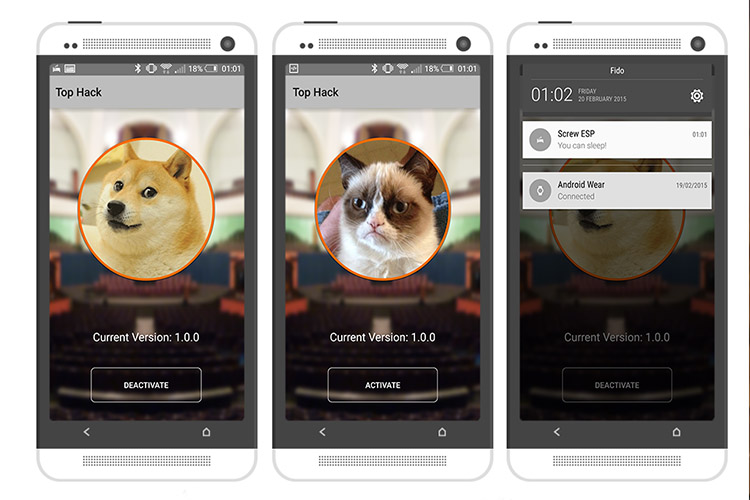 18% 01:01
Top Hack
Current Version: 1.0.0
DEACTIVATE
18% 01:01
Top Hack
Current Version: 1.0.0
ACTIVATE
Fido
01:02
FRIDAY
20 FEBRUARY 2015
Screw ESP 01:01
You can sleep!
Android Wear 19/02/2015
Connected
Current Version: 1.0.0
DEACTIVATE